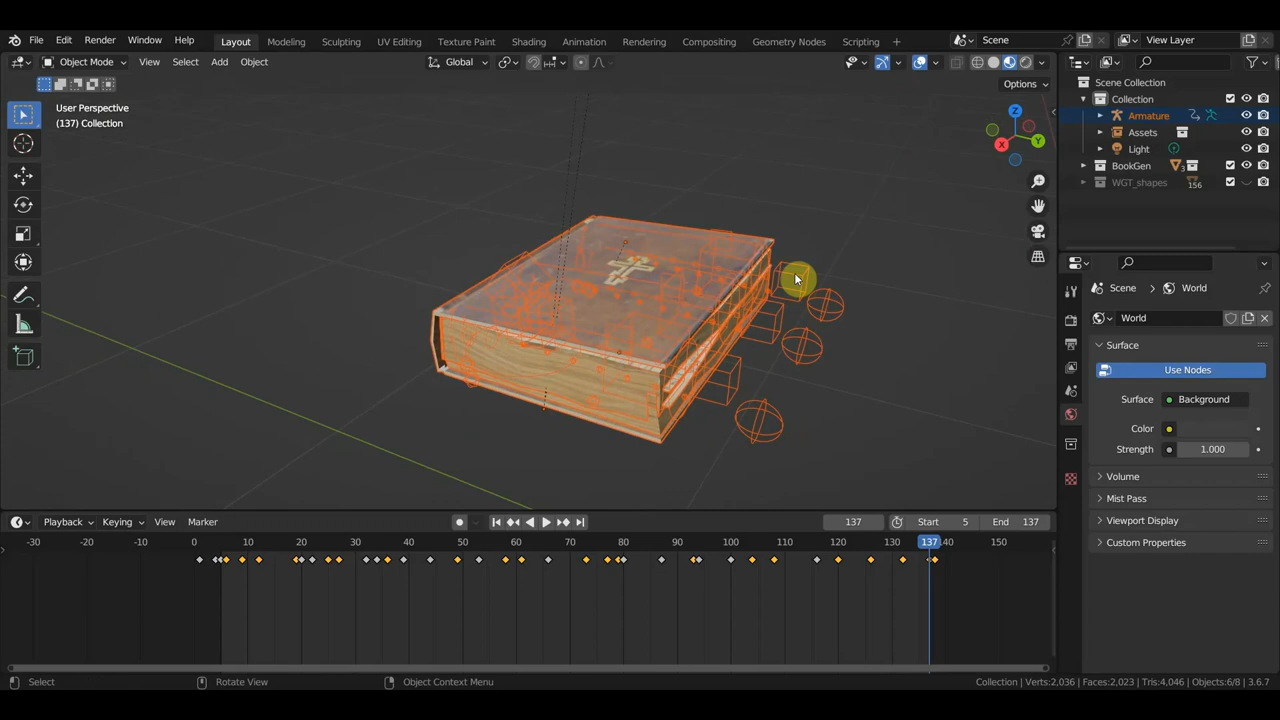 File Edit Render Window Help Layout Modeling Sculpting UV Editing Texture Paint Shading Animation Rendering Compositing Geometry Nodes Scripting + Scene View Layer
Object Mode View Select Add Object Global
Options
User Perspective
(137) Collection
Z
Y
X
Scene Collection
Collection
Armature
Assets
Light
BookGen 3
WGT_shapes 156
Scene > World
World
Surface
Use Nodes
Surface Background
Color
Strength 1.000
Volume
Mist Pass
Viewport Display
Custom Properties
Playback Keying View Marker 137 Start 5 End 137
-30 -20 -10 0 10 20 30 40 50 60 70 80 90 100 110 120 130 137 140 150
Select Rotate View Object Context Menu Collection | Verts:2,036 | Faces:2,023 | Tris:4,046 | Objects:6/8 | 3.6.7